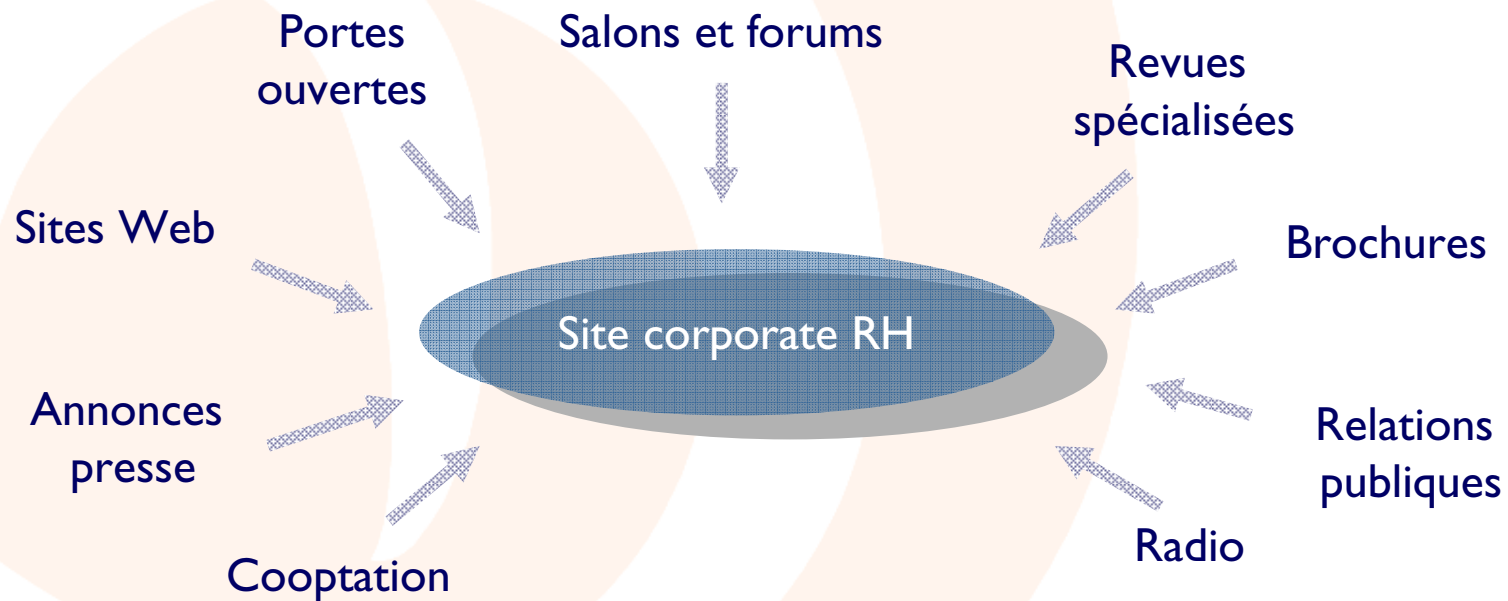 Portes
ouvertes
Salons et forums
Revues
spécialisées
Sites Web
Brochures
Site corporate RH
Annonces
presse
Relations
publiques
Radio
Cooptation